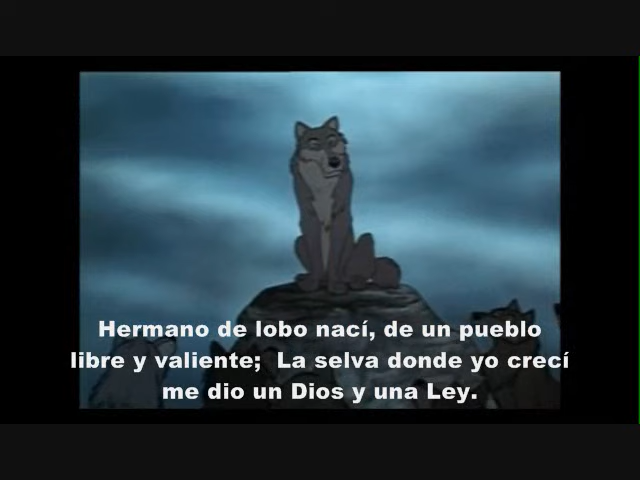 Hermano de lobo nací, de un pueblo
libre y valiente;  La selva donde yo crecí
me dio un Dios y una Ley.